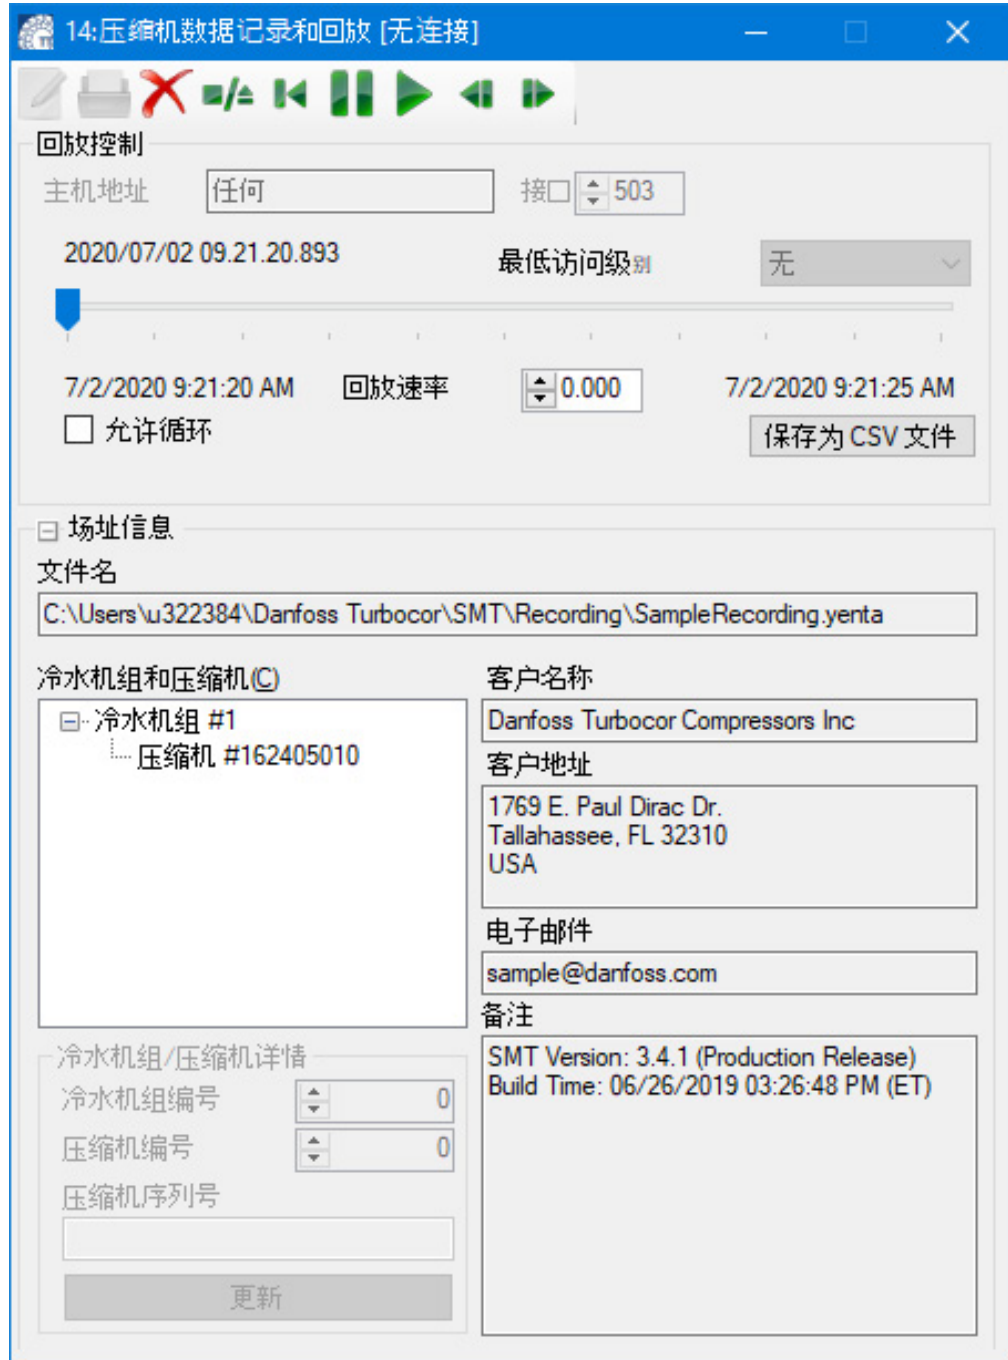 14:压缩机数据记录和回放 [无连接]
回放控制
主机地址 任何 接口 503
2020/07/02 09.21.20.893 最低访问级别 无
7/2/2020 9:21:20 AM 回放速率 0.000 7/2/2020 9:21:25 AM
允许循环 保存为 CSV 文件
场址信息
文件名
C:\Users\u322384\Danfoss Turbocor\SMT\Recording\SampleRecording.yenta
冷水机组和压缩机(C)
冷水机组 #1
压缩机 #162405010
客户名称
Danfoss Turbocor Compressors Inc
客户地址
1769 E. Paul Dirac Dr.
Tallahassee, FL 32310
USA
电子邮件
sample@danfoss.com
备注
SMT Version: 3.4.1 (Production Release)
Build Time: 06/26/2019 03:26:48 PM (ET)
冷水机组/压缩机详情
冷水机组编号 0
压缩机编号 0
压缩机序列号
更新